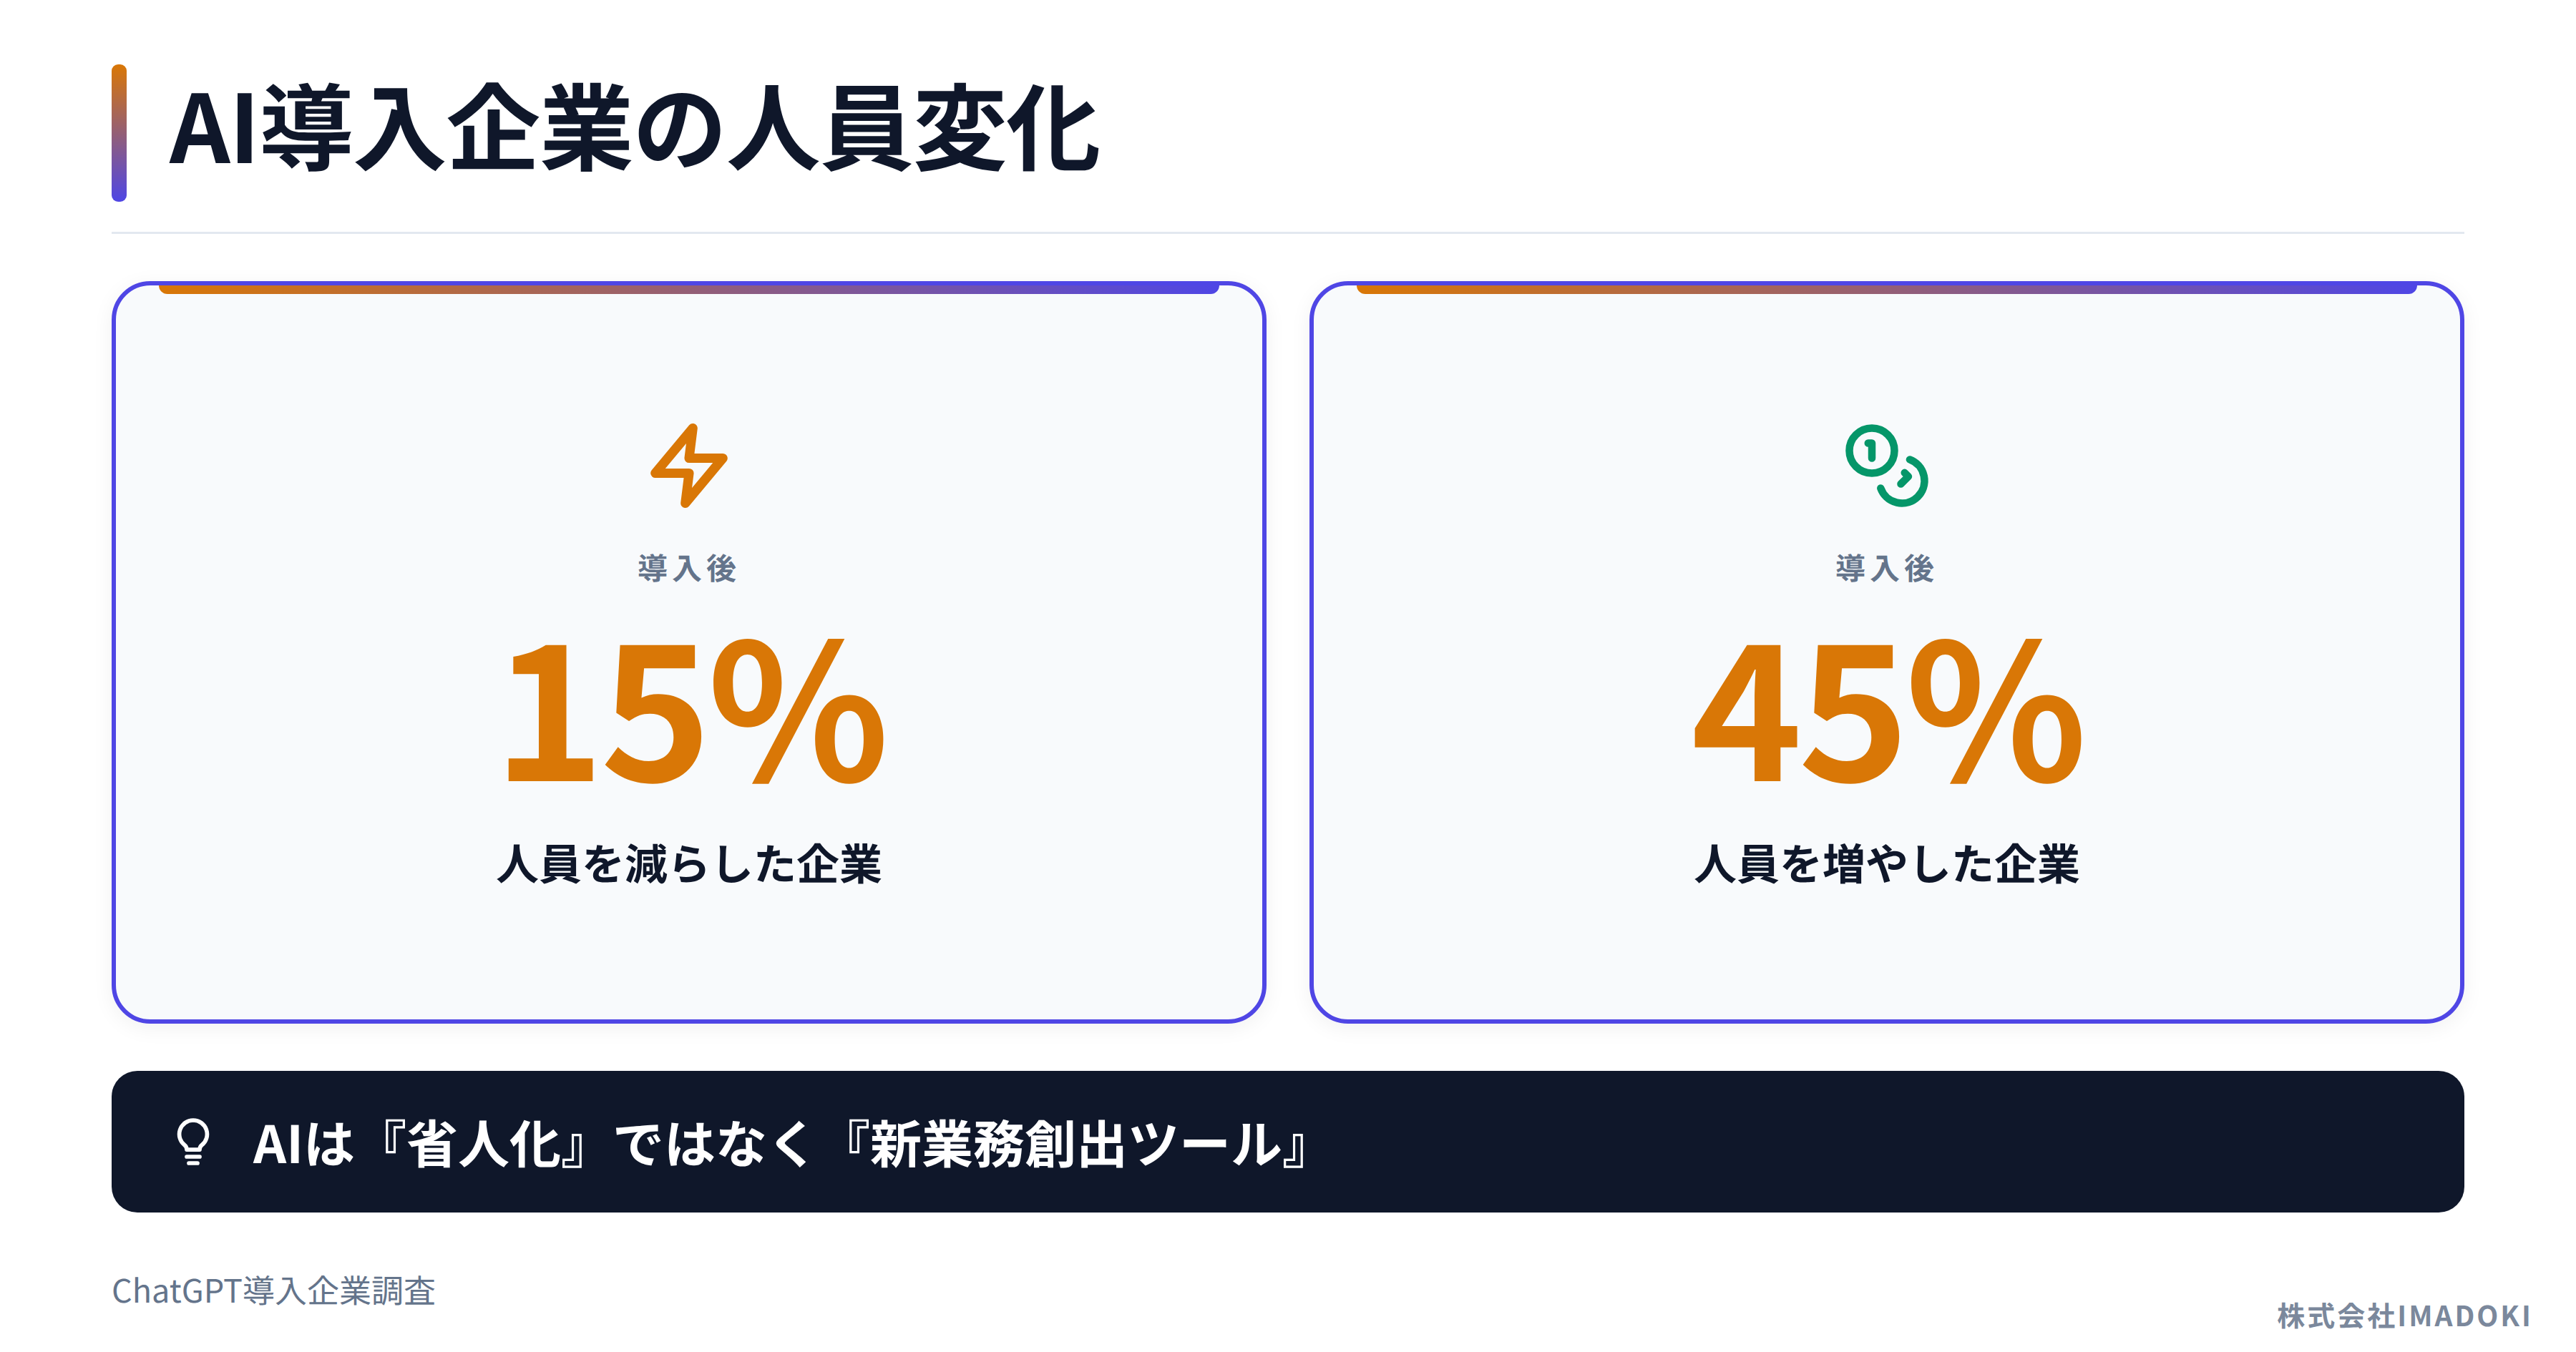 AI導入企業の人員変化
導入後
15%
人員を減らした企業
導入後
45%
人員を増やした企業
AIは『省人化』ではなく『新業務創出ツール』
ChatGPT導入企業調査
株式会社IMADOKI